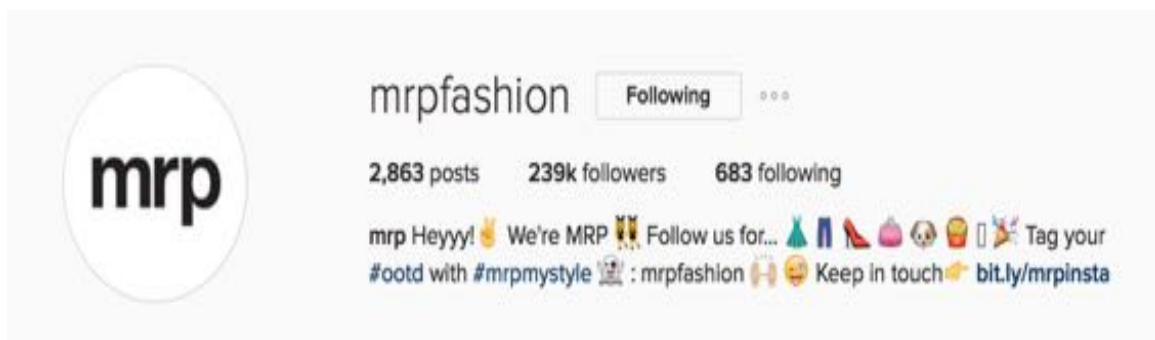 mrp
mrpfashion Following
2,863 posts 239k followers 683 following
mrp Heyyy!✌️ We're MRP 👯 Follow us for... 👗👖👠👛🐶🍟▯🎉 Tag your
#ootd with #mrpmystyle 👻 : mrpfashion 🙌🏻😜 Keep in touch👉 bit.ly/mrpinsta